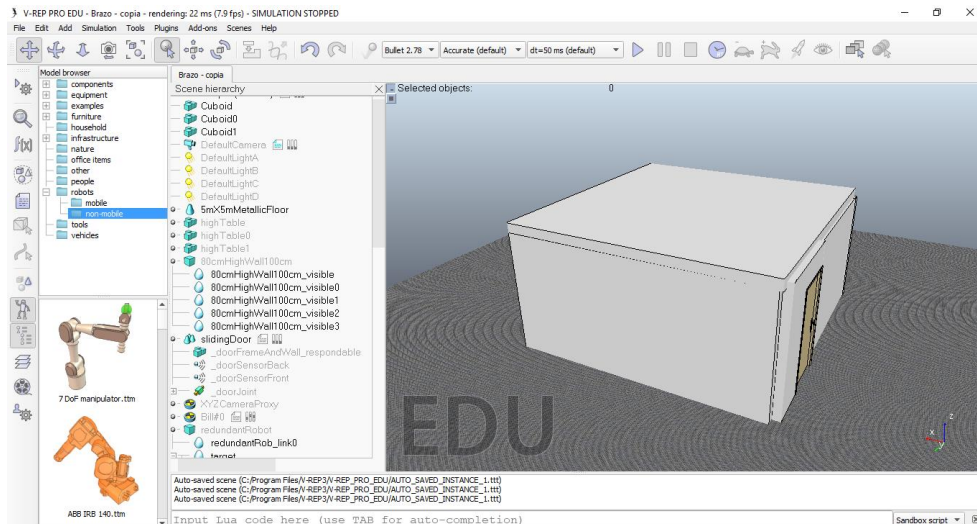 V-REP PRO EDU - Brazo - copia - rendering: 22 ms (7.9 fps) - SIMULATION STOPPED
File Edit Add Simulation Tools Plugins Add-ons Scenes Help
Bullet 2.78 Accurate (default) dt=50 ms (default)
Model browser
components
equipment
examples
furniture
household
infrastructure
nature
office items
other
people
robots
mobile
non-mobile
tools
vehicles
7 DoF manipulator.ttm
ABB IRB 140.ttm
Brazo - copia
Scene hierarchy
Cuboid
Cuboid0
Cuboid1
DefaultCamera
DefaultLightA
DefaultLightB
DefaultLightC
DefaultLightD
5mX5mMetallicFloor
highTable
highTable0
highTable1
80cmHighWall100cm
80cmHighWall100cm_visible
80cmHighWall100cm_visible0
80cmHighWall100cm_visible1
80cmHighWall100cm_visible2
80cmHighWall100cm_visible3
slidingDoor
_doorFrameAndWall_respondable
_doorSensorBack
_doorSensorFront
_doorJoint
XYZCameraProxy
Bill#0
redundantRobot
redundantRob_link0
target
Selected objects: 0
EDU
z
x
y
Auto-saved scene (C:/Program Files/V-REP3/V-REP_PRO_EDU/AUTO_SAVED_INSTANCE_1.ttt)
Auto-saved scene (C:/Program Files/V-REP3/V-REP_PRO_EDU/AUTO_SAVED_INSTANCE_1.ttt)
Auto-saved scene (C:/Program Files/V-REP3/V-REP_PRO_EDU/AUTO_SAVED_INSTANCE_1.ttt)
Input Lua code here (use TAB for auto-completion)
Sandbox script